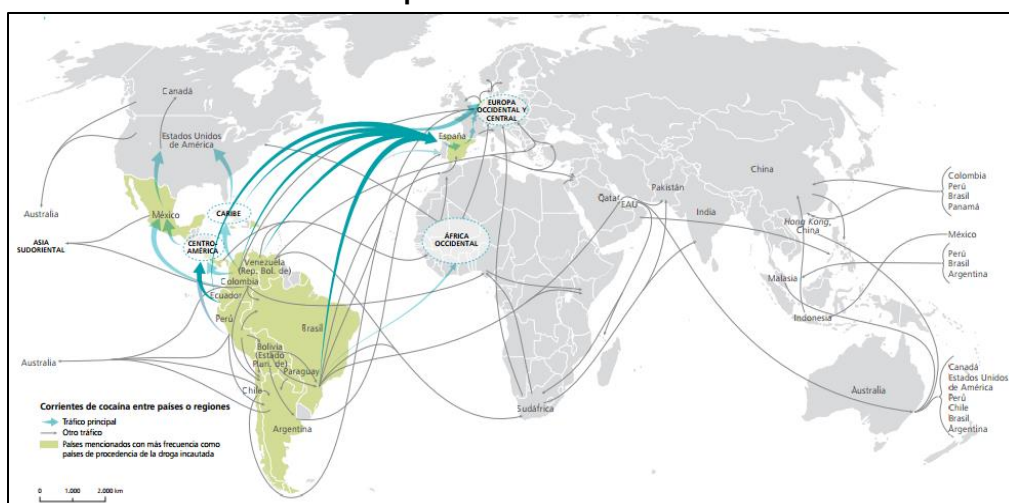 Canadá
Estados Unidos
de América
México
CARIBE
CENTRO-
AMÉRICA
Venezuela
(Rep. Bol. de)
Colombia
Ecuador
Perú
Brasil
Bolivia
(Estado
Plur. de)
Paraguay
Chile
Argentina
Australia
ASIA
SUDORIENTAL
Australia
EUROPA
OCCIDENTAL Y
CENTRAL
España
ÁFRICA
OCCIDENTAL
Sudáfrica
Qatar
EAU
Pakistán
India
China
Hong Kong,
China
Malasia
Indonesia
Australia
Colombia
Perú
Brasil
Panamá
México
Perú
Brasil
Argentina
Canadá
Estados Unidos
de América
Perú
Chile
Brasil
Argentina
Corrientes de cocaína entre países o regiones
Tráfico principal
Otro tráfico
Países mencionados con más frecuencia como
países de procedencia de la droga incautada
0 1.000 2.000 km